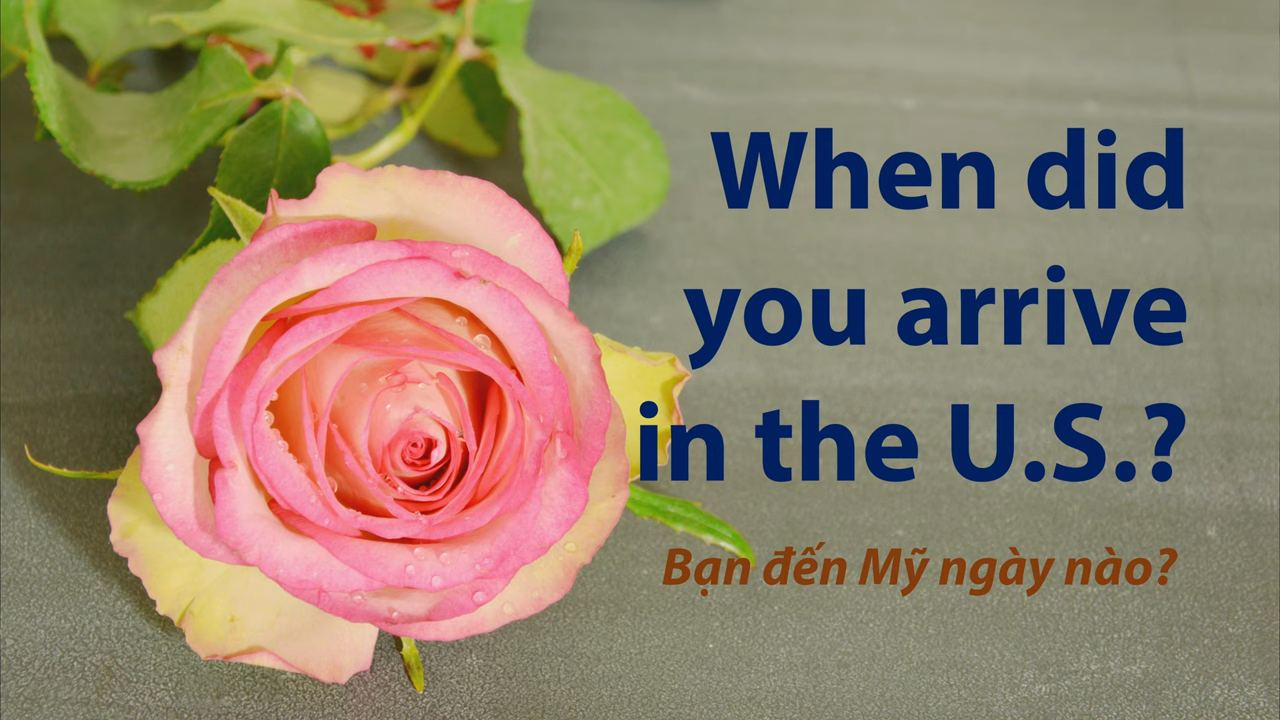 When did
you arrive
in the U.S.?
Bạn đến Mỹ ngày nào?